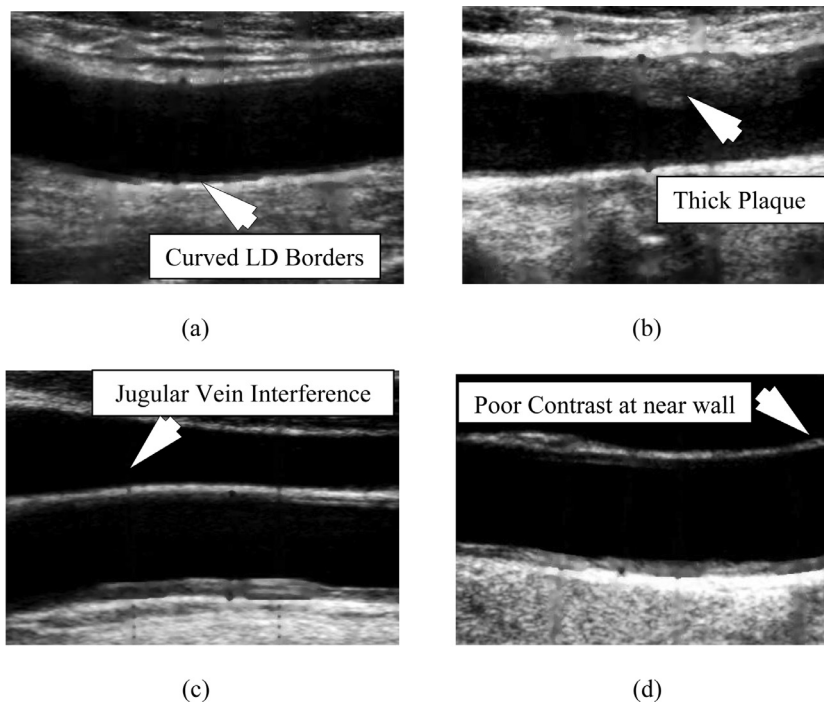 Curved LD Borders
Thick Plaque
(a)
(b)
Jugular Vein Interference
Poor Contrast at near wall
(c)
(d)